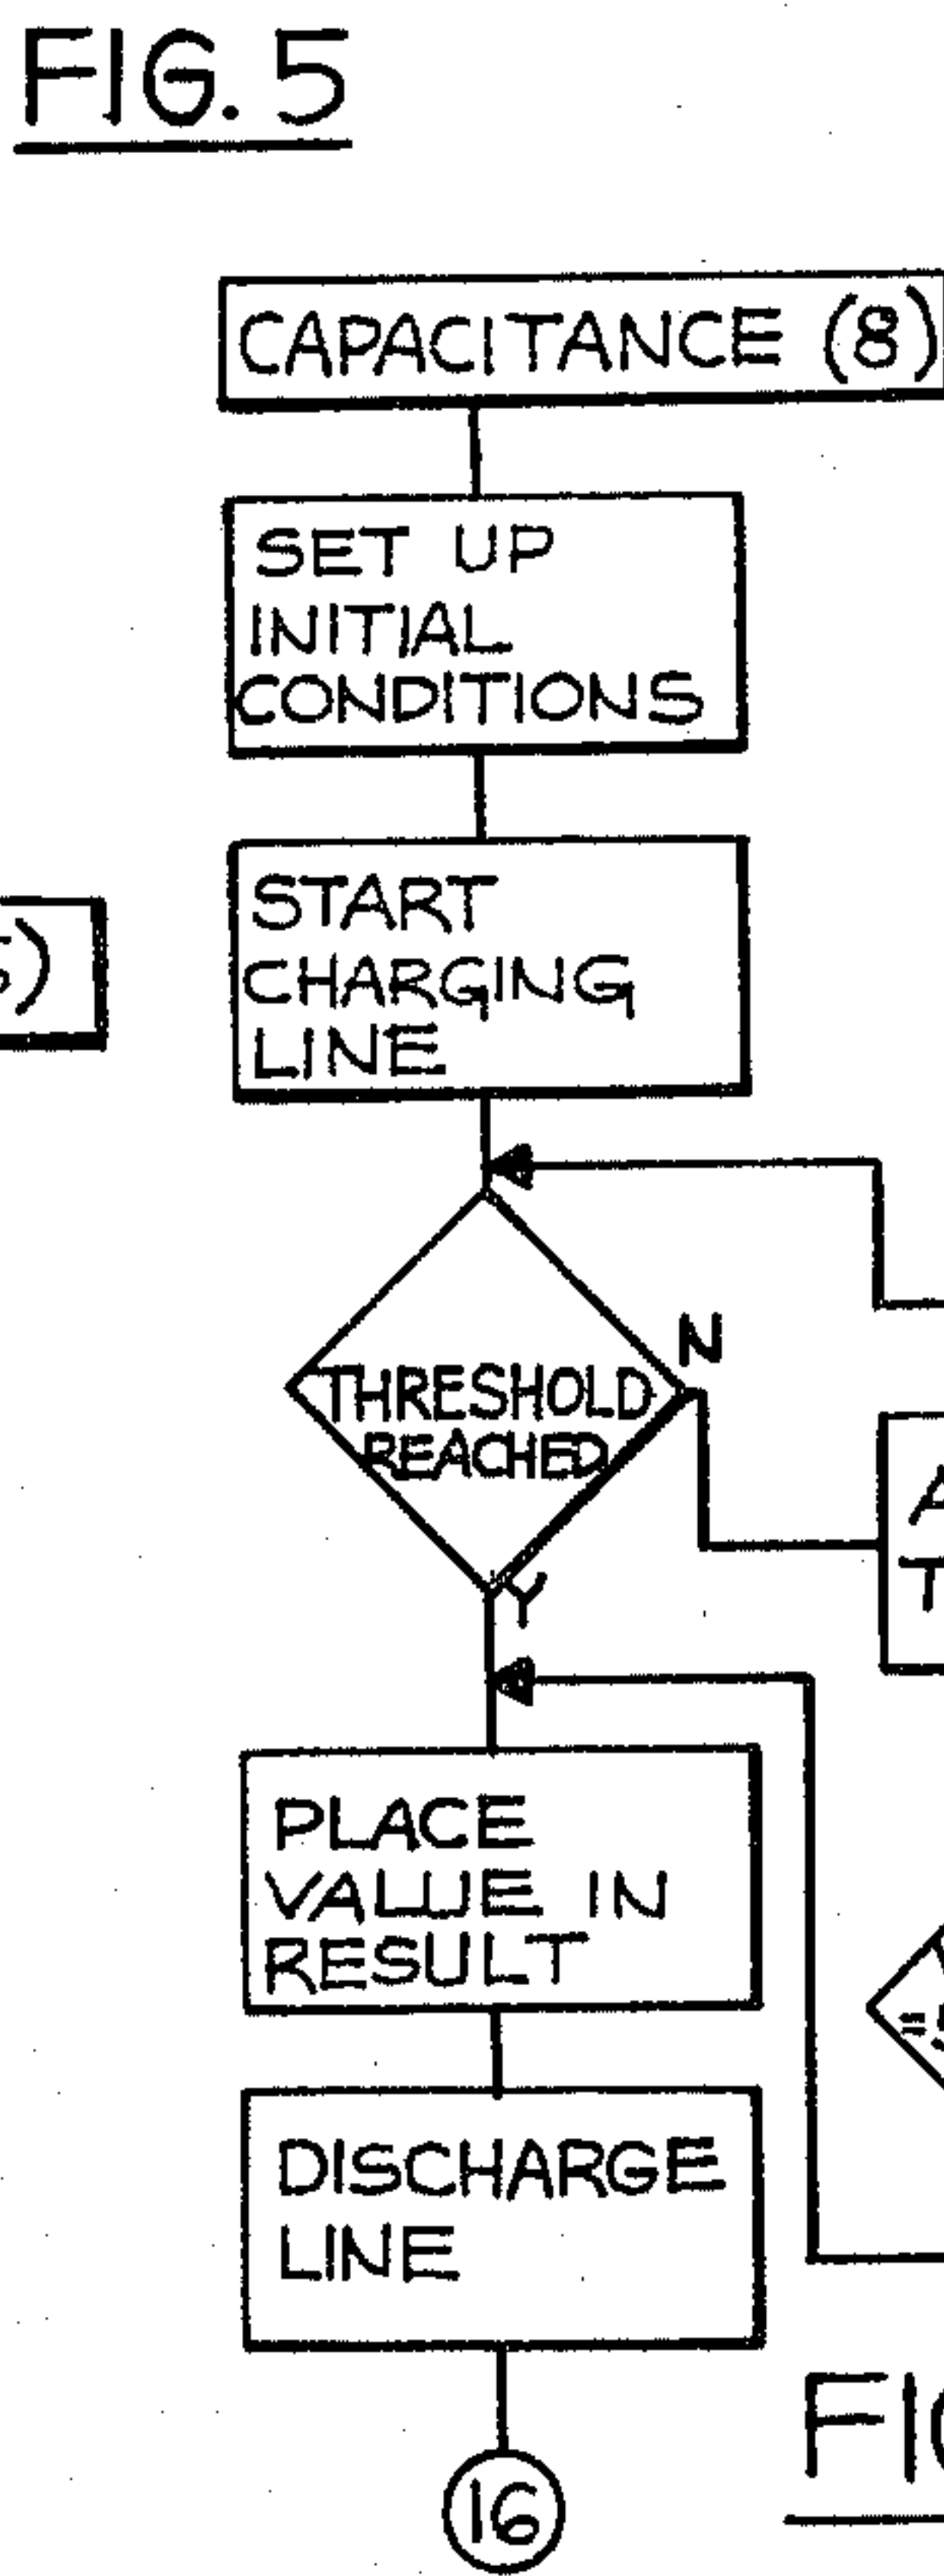 FIG. 5
CAPACITANCE (8)
SET UP
INITIAL
CONDITIONS
START
CHARGING
LINE
N
THRESHOLD
REACHED
Y
PLACE
VALUE IN
RESULT
DISCHARGE
LINE
16